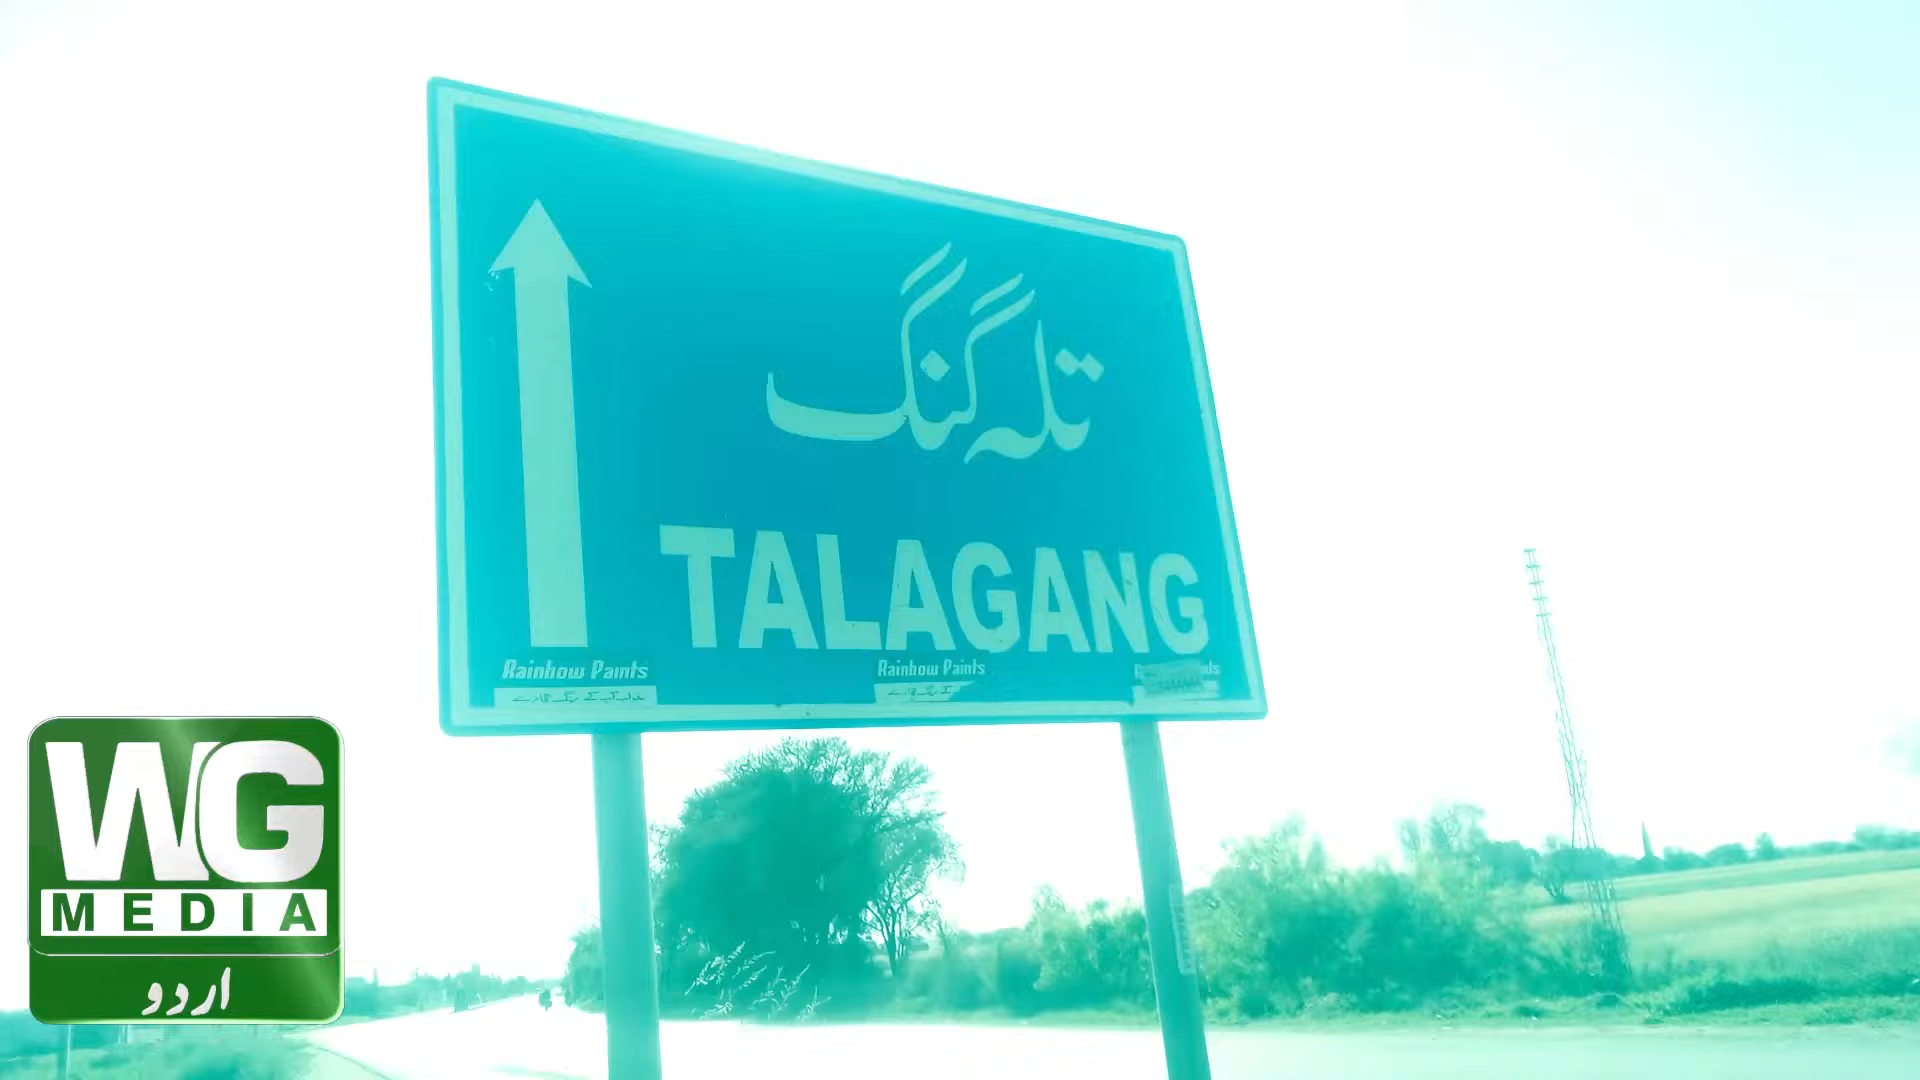 تلہ گنگ
TALAGANG
Rainbow Paints
Rainbow Paints
WG
MEDIA
اردو